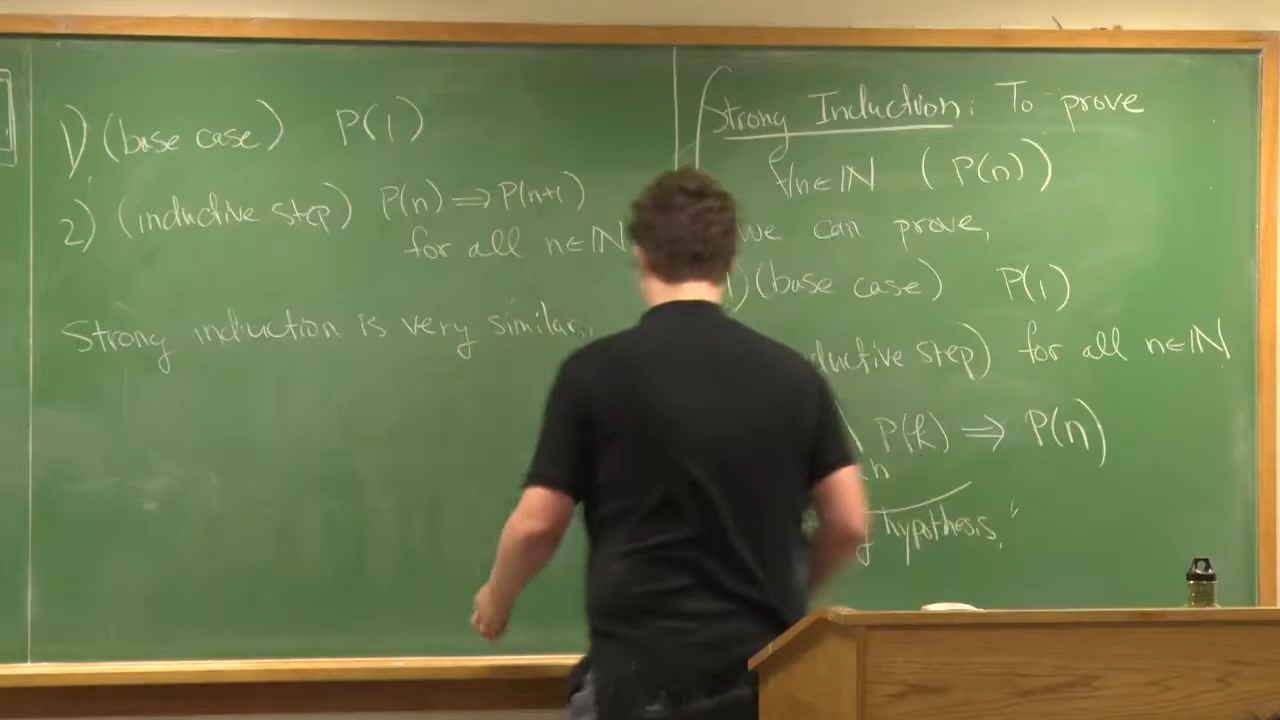 1) (base case) P(1)
2) (inductive step) P(n) ⟹ P(n+1)
for all n∈ℕ
Strong induction is very similar.
Strong Induction: To prove
∀n∈ℕ (P(n))
we can prove,
1) (base case) P(1)
step) for all n∈ℕ
P(k) ⟹ P(n)
hypothesis."